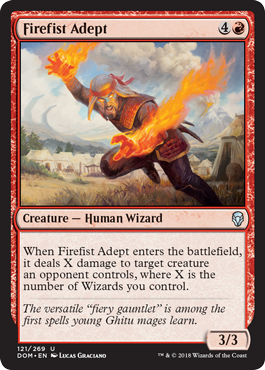 Firefist Adept 4
Creature — Human Wizard
When Firefist Adept enters the battlefield,
it deals X damage to target creature
an opponent controls, where X is
the number of Wizards you control.
The versatile “fiery gauntlet” is among the
first spells young Ghitu mages learn.
3/3
121/269 U
DOM • EN Lucas Graciano
™ & © 2018 Wizards of the Coast